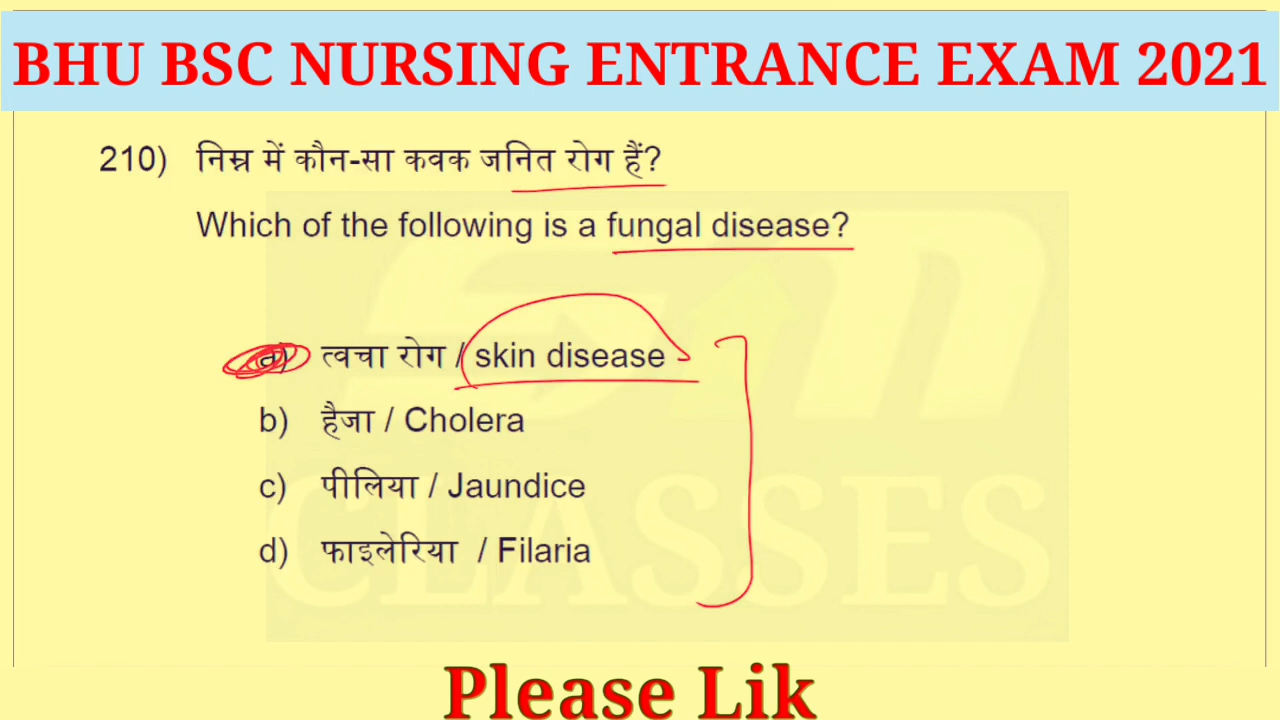 BHU BSC NURSING ENTRANCE EXAM 2021
210) निम्न में कौन-सा कवक जनित रोग हैं?
Which of the following is a fungal disease?
a) त्वचा रोग / skin disease
b) हैजा / Cholera
c) पीलिया / Jaundice
d) फाइलेरिया / Filaria
CLASSES
Please Lik